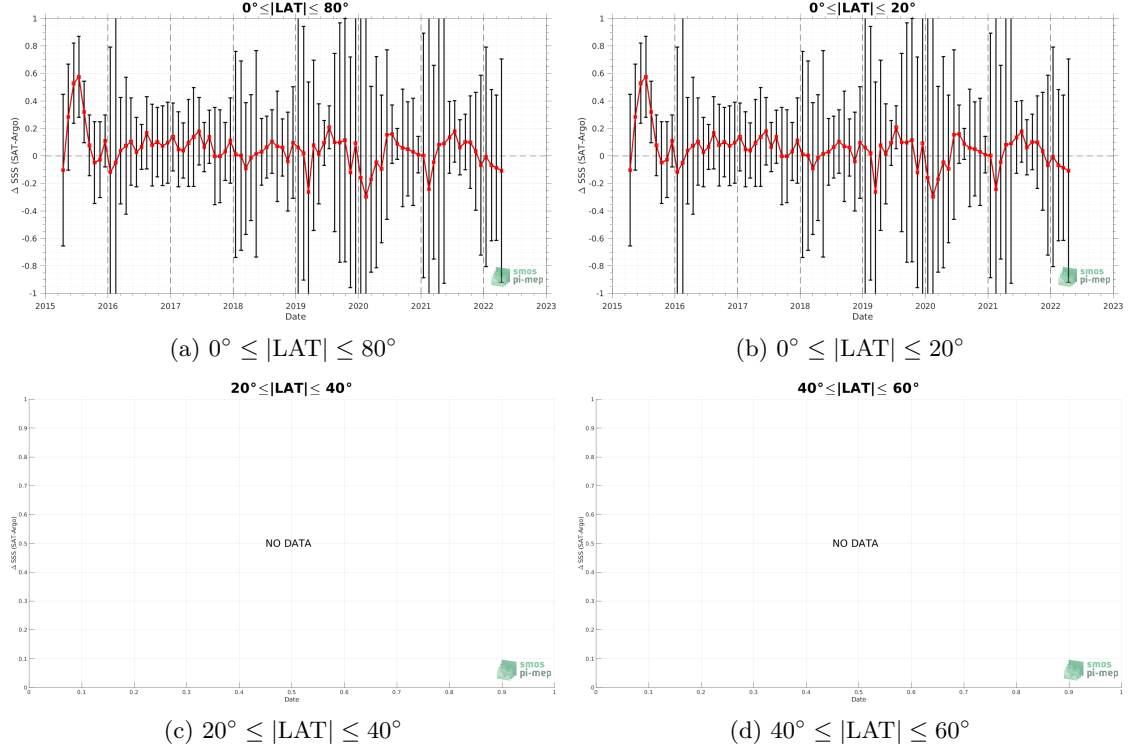 0°≤|LAT|≤ 80°
1
0.8
0.6
0.4
0.2
0
-0.2
-0.4
-0.6
-0.8
-1
Δ SSS (SAT-Argo)
2015 2016 2017 2018 2019 2020 2021 2022 2023
Date
smos
pi-mep
(a) 0° ≤ |LAT| ≤ 80°
0°≤|LAT|≤ 20°
1
0.8
0.6
0.4
0.2
0
-0.2
-0.4
-0.6
-0.8
-1
Δ SSS (SAT-Argo)
2015 2016 2017 2018 2019 2020 2021 2022 2023
Date
smos
pi-mep
(b) 0° ≤ |LAT| ≤ 20°
20°≤|LAT|≤ 40°
1
0.9
0.8
0.7
0.6
0.5
0.4
0.3
0.2
0.1
0
Δ SSS (SAT-Argo)
NO DATA
0 0.1 0.2 0.3 0.4 0.5 0.6 0.7 0.8 0.9 1
Date
smos
pi-mep
(c) 20° ≤ |LAT| ≤ 40°
40°≤|LAT|≤ 60°
1
0.9
0.8
0.7
0.6
0.5
0.4
0.3
0.2
0.1
0
Δ SSS (SAT-Argo)
NO DATA
0 0.1 0.2 0.3 0.4 0.5 0.6 0.7 0.8 0.9 1
Date
smos
pi-mep
(d) 40° ≤ |LAT| ≤ 60°